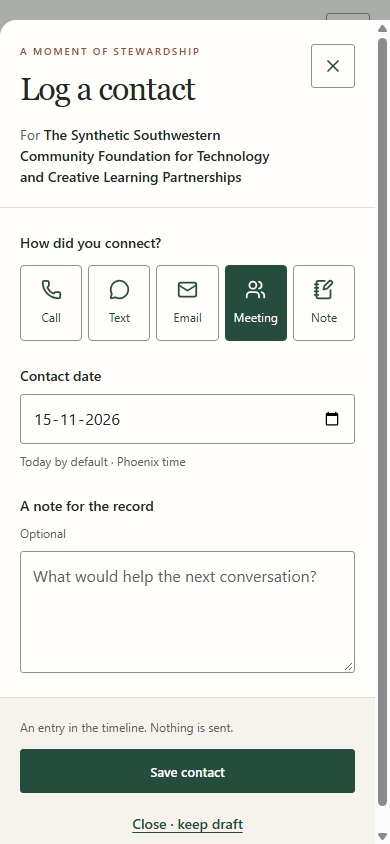 A MOMENT OF STEWARDSHIP
Log a contact
For The Synthetic Southwestern
Community Foundation for Technology
and Creative Learning Partnerships
How did you connect?
Call
Text
Email
Meeting
Note
Contact date
15-11-2026
Today by default · Phoenix time
A note for the record
Optional
What would help the next conversation?
An entry in the timeline. Nothing is sent.
Save contact
Close · keep draft